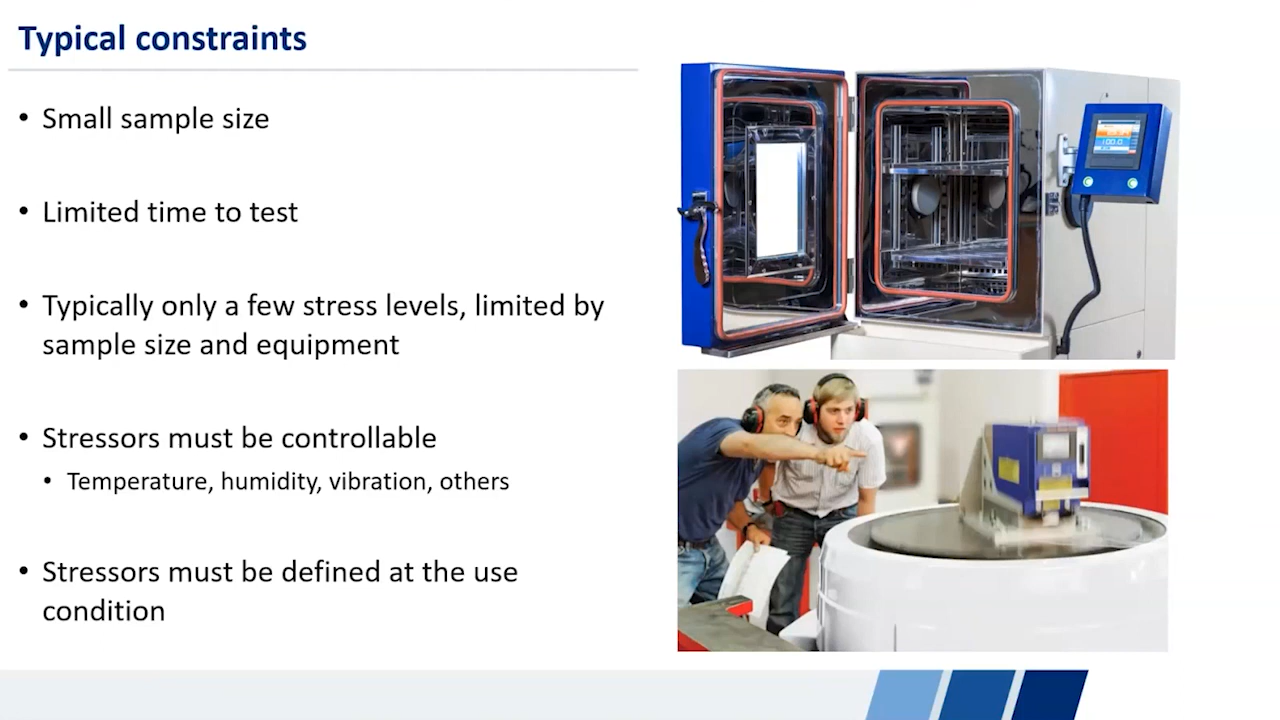 Typical constraints
• Small sample size
• Limited time to test
• Typically only a few stress levels, limited by
sample size and equipment
• Stressors must be controllable
• Temperature, humidity, vibration, others
• Stressors must be defined at the use
condition